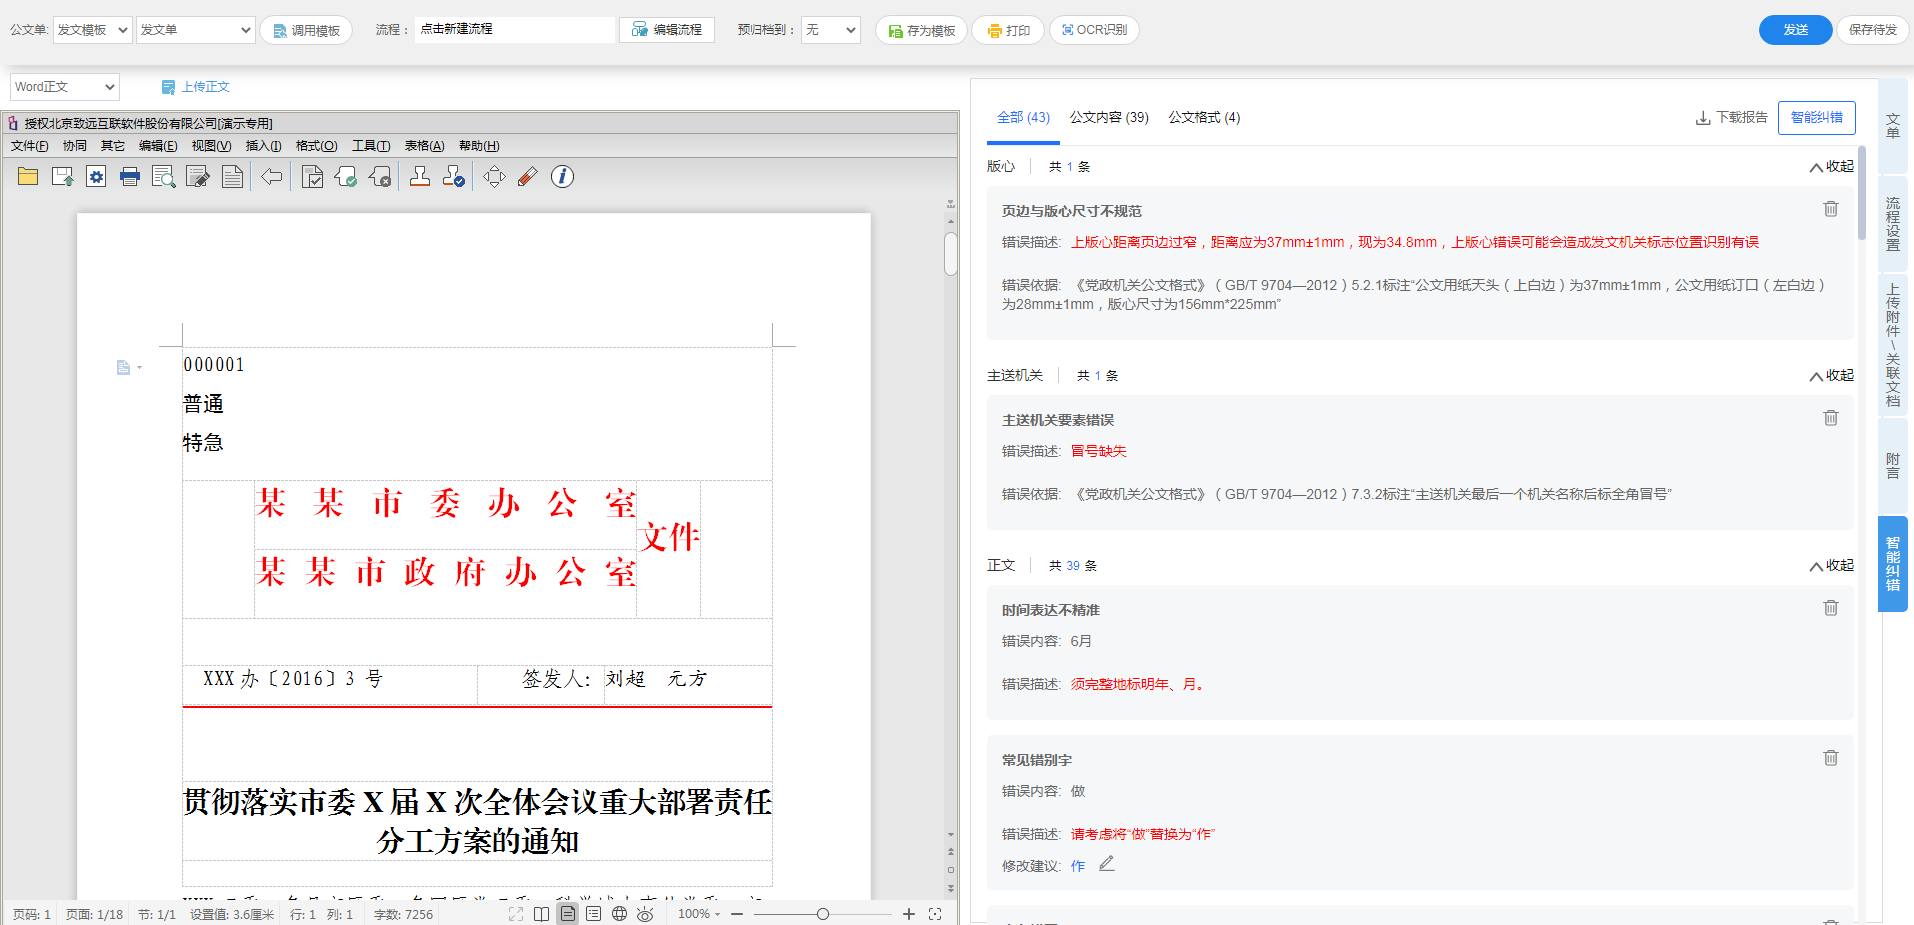 公文单: 发文模板 发文单 调用模板 流程： 点击新建流程 编辑流程 预归档到： 无 存为模板 打印 OCR识别 发送 保存待发
Word正文 上传正文
授权北京致远互联软件股份有限公司[演示专用]
文件(F) 协同 其它 编辑(E) 视图(V) 插入(I) 格式(O) 工具(T) 表格(A) 帮助(H)
000001
普通
特急
某某市委办公室
文件
某某市政府办公室
XXX办〔2016〕3 号 签发人：刘超 元方
贯彻落实市委 X 届 X 次全体会议重大部署责任
分工方案的通知
页码: 1 页面: 1/18 节: 1/1 设置值: 3.6厘米 行: 1 列: 1 字数: 7256 100%
全部 (43) 公文内容 (39) 公文格式 (4) 下载报告 智能纠错
版心 共 1 条 收起
页边与版心尺寸不规范
错误描述: 上版心距离页边过窄，距离应为37mm±1mm，现为34.8mm，上版心错误可能会造成发文机关标志位置识别有误
错误依据: 《党政机关公文格式》（GB/T 9704—2012）5.2.1标注“公文用纸天头（上白边）为37mm±1mm，公文用纸订口（左白边）
为28mm±1mm，版心尺寸为156mm*225mm”
主送机关 共 1 条 收起
主送机关要素错误
错误描述: 冒号缺失
错误依据: 《党政机关公文格式》（GB/T 9704—2012）7.3.2标注“主送机关最后一个机关名称后标全角冒号”
正文 共 39 条 收起
时间表达不精准
错误内容: 6月
错误描述: 须完整地标明年、月。
常见错别字
错误内容: 做
错误描述: 请考虑将“做”替换为“作”
修改建议: 作
文单
流程设置
上传附件\关联文档
附言
智能纠错